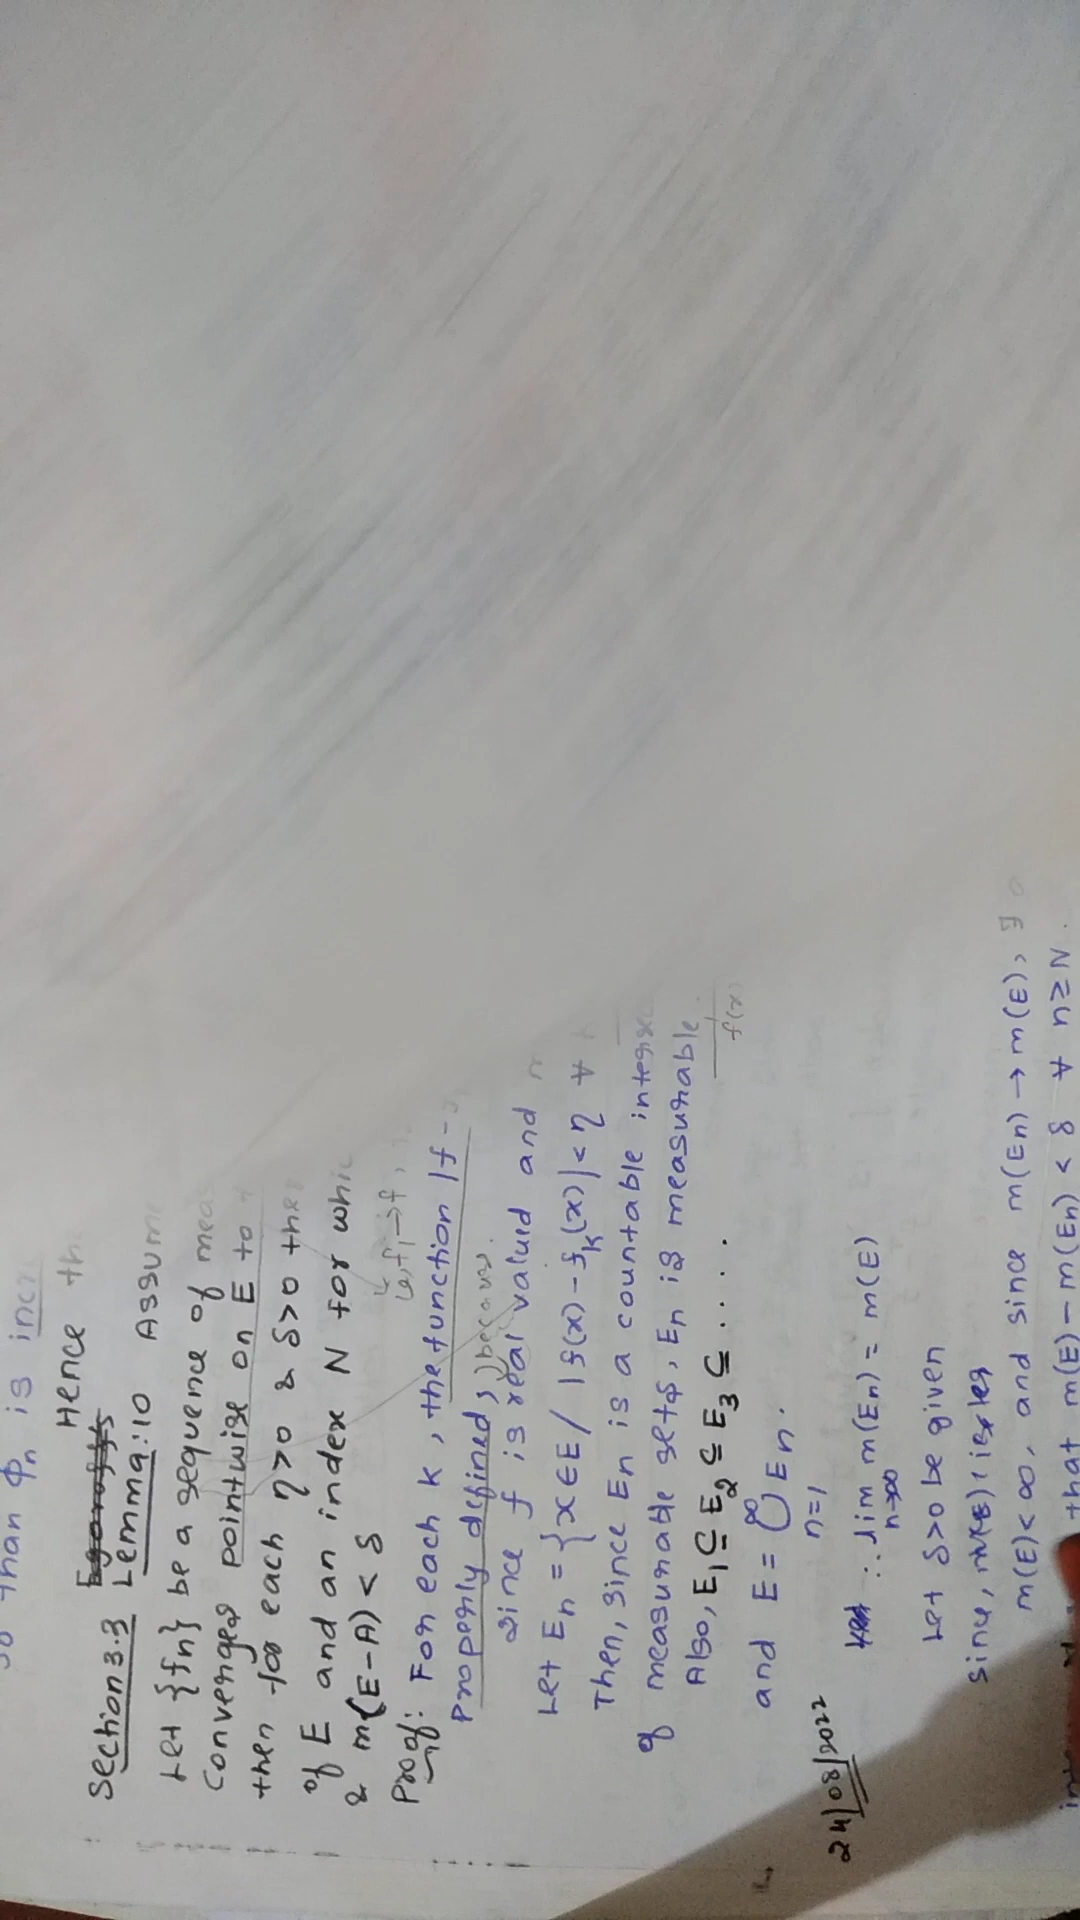 so than φn is incr
Hence th
Section 3.3 Lemma:10 Assume
Let {fn} be a sequence of mea
converges pointwise on E to
then for each η>0 & δ>0 the
of E and an index N for whic
& m(E-A) < δ
Proof: For each k, the function |f-
properly defined, because
since f is real valued and
Let En = {x∈E / |f(x)-fk(x)|<η ∀
Then, since En is a countable interse
of measurable sets, En is measurable
f(x)
Also, E1⊆E2⊆E3⊆....
and E = ∞∪n=1 En.
24/08/2022
∴ lim n→∞ m(En) = m(E)
Let δ>0 be given
since,
m(E)<∞, and since m(En)→m(E), ∃
that m(E)-m(En) < δ ∀ n≥N.